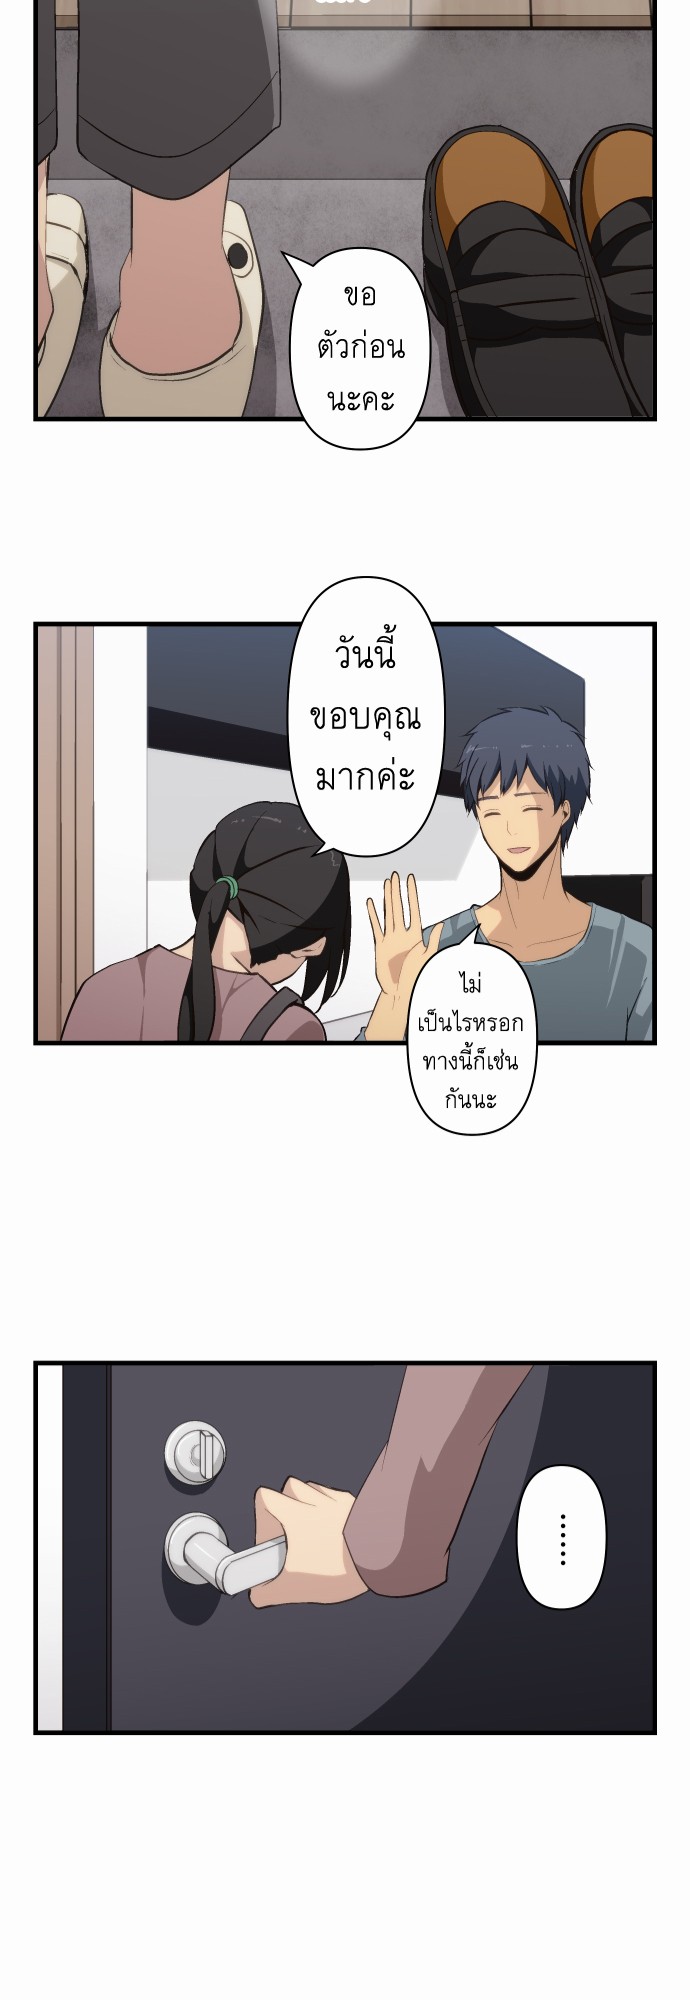 ขอ
ตัวก่อน
นะคะ
วันนี้
ขอบคุณ
มากค่ะ
ไม่
เป็นไรหรอก
ทางนี้ก็เช่น
กันนะ
......